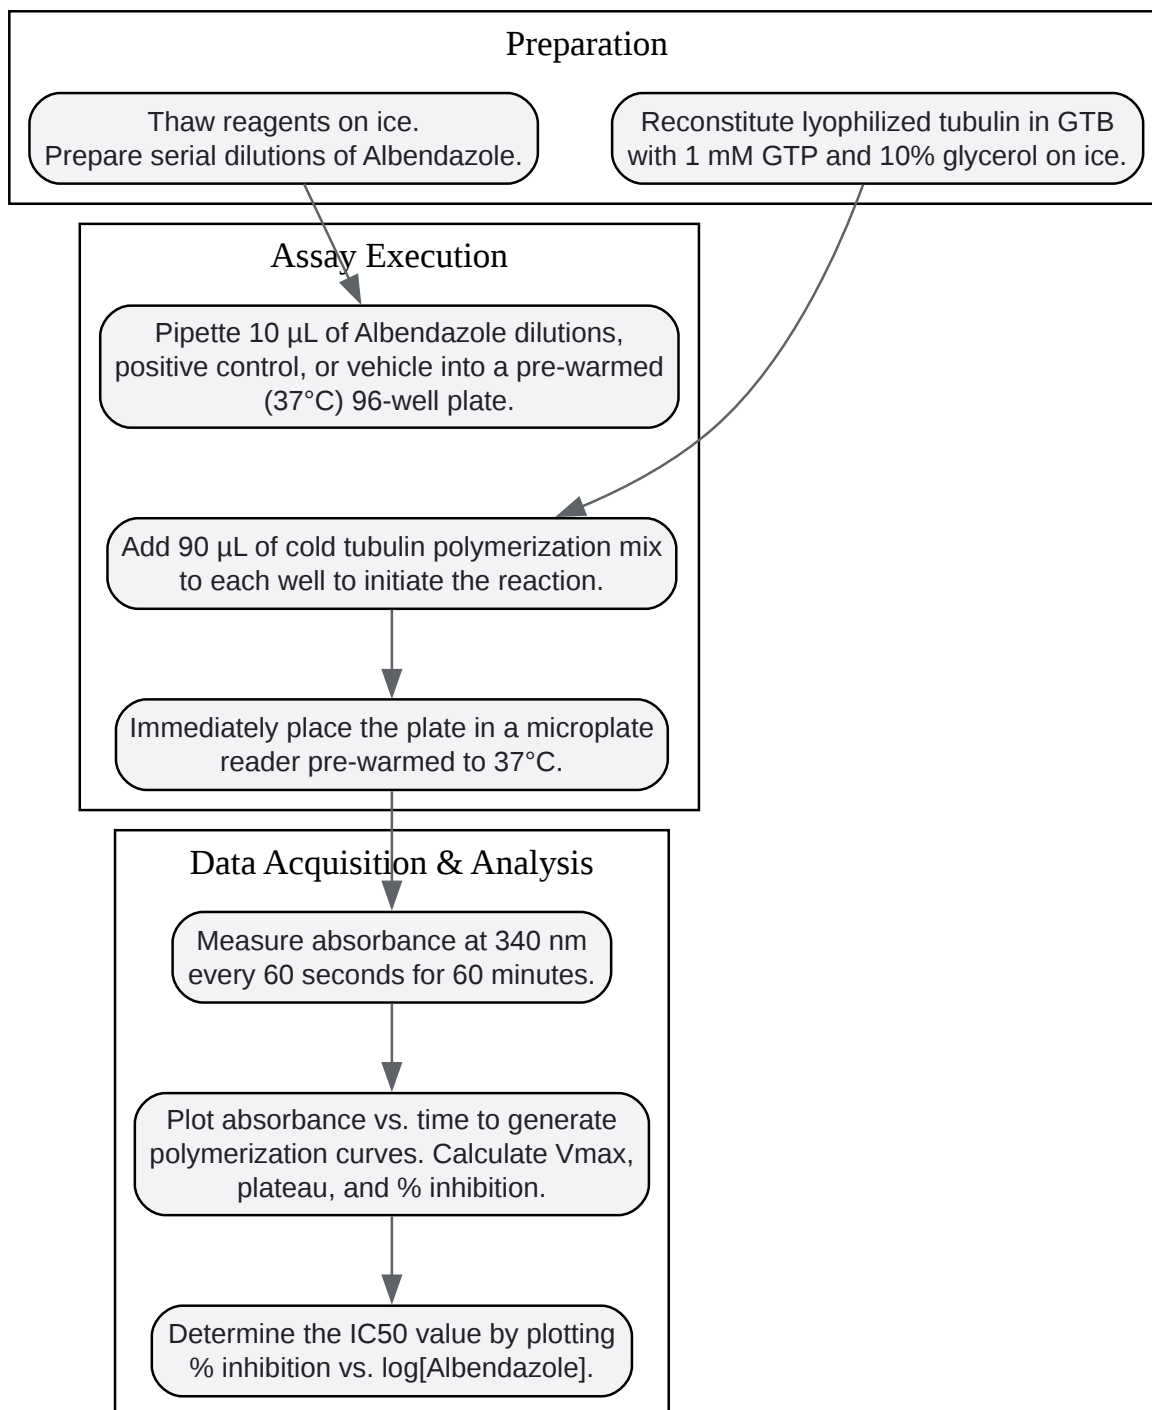 Preparation
Thaw reagents on ice.
Prepare serial dilutions of Albendazole.
Reconstitute lyophilized tubulin in GTB
with 1 mM GTP and 10% glycerol on ice.
Assay Execution
Pipette 10 µL of Albendazole dilutions,
positive control, or vehicle into a pre-warmed
(37°C) 96-well plate.
Add 90 µL of cold tubulin polymerization mix
to each well to initiate the reaction.
Immediately place the plate in a microplate
reader pre-warmed to 37°C.
Data Acquisition & Analysis
Measure absorbance at 340 nm
every 60 seconds for 60 minutes.
Plot absorbance vs. time to generate
polymerization curves. Calculate Vmax,
plateau, and % inhibition.
Determine the IC50 value by plotting
% inhibition vs. log[Albendazole].